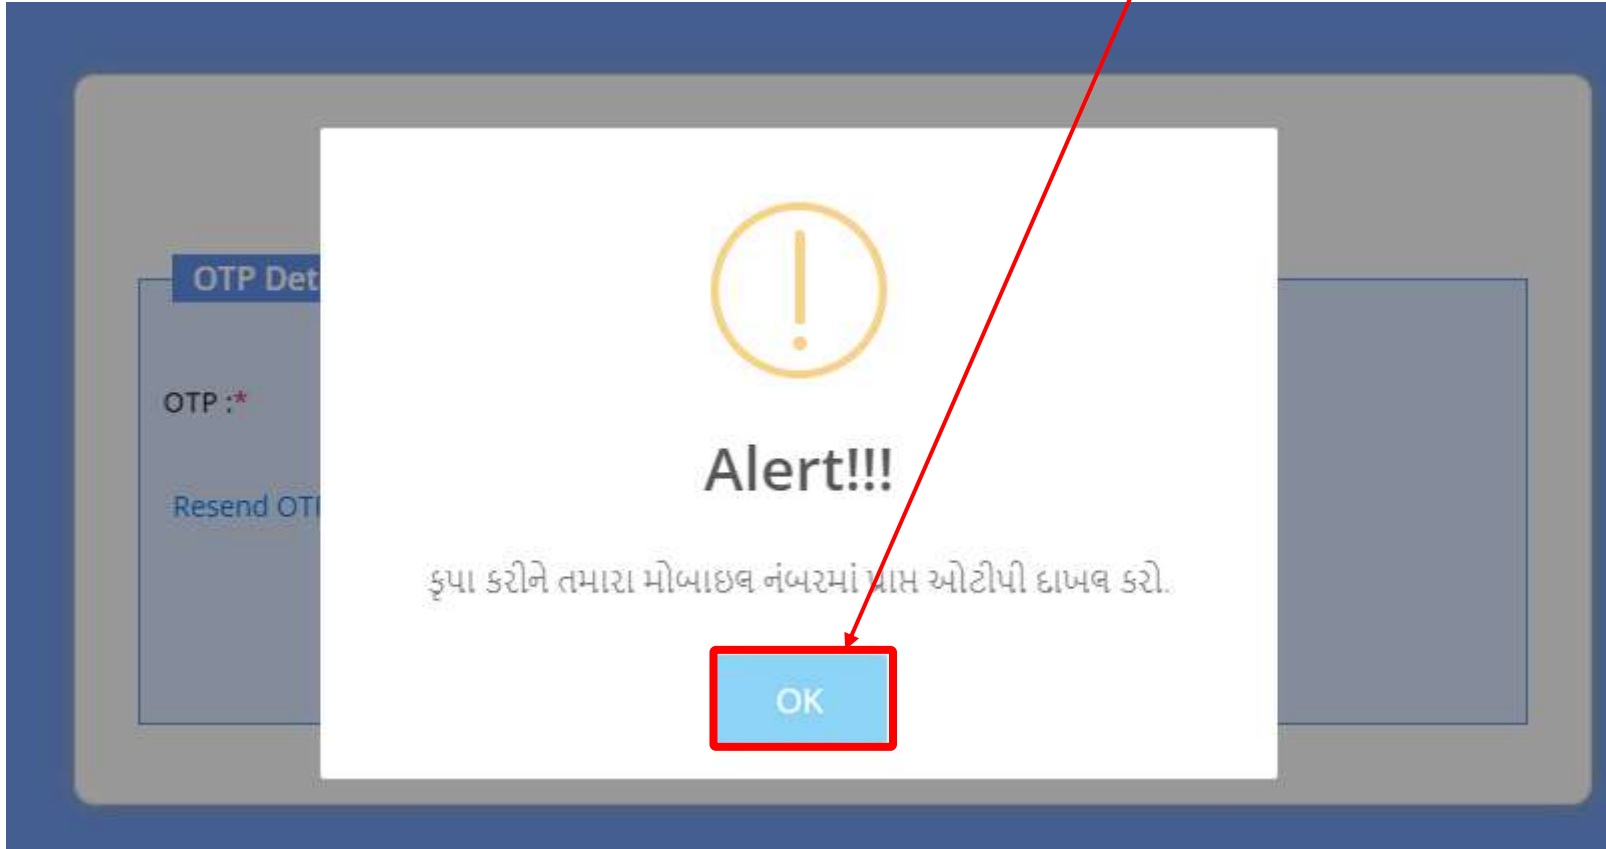 OTP Det
OTP :*
Resend OT
Alert!!!
કૃપા કરીને તમારા મોબાઇલ નંબરમાં પ્રાપ્ત ઓટીપી દાખલ કરો.
OK